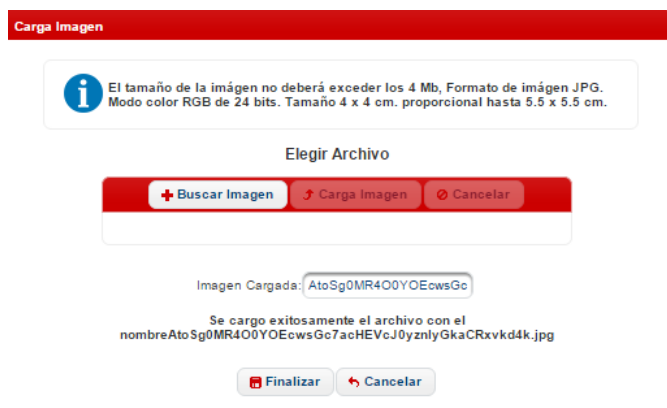 Carga Imagen
El tamaño de la imágen no deberá exceder los 4 Mb, Formato de imágen JPG.
Modo color RGB de 24 bits. Tamaño 4 x 4 cm. proporcional hasta 5.5 x 5.5 cm.
Elegir Archivo
Buscar Imagen Carga Imagen Cancelar
Imagen Cargada: AtoSg0MR4O0YOEcwsGc
Se cargo exitosamente el archivo con el
nombreAtoSg0MR4O0YOEcwsGc7acHEVcJ0yznlyGkaCRxvkd4k.jpg
Finalizar Cancelar